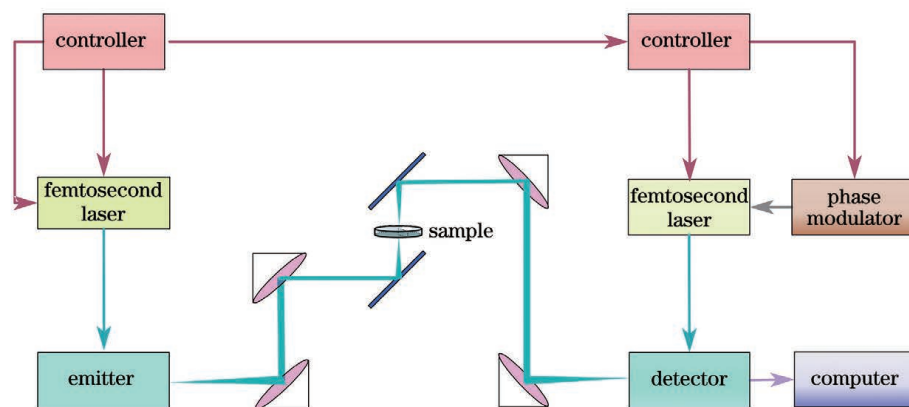 controller
controller
femtosecond
laser
sample
femtosecond
laser
phase
modulator
emitter
detector
computer